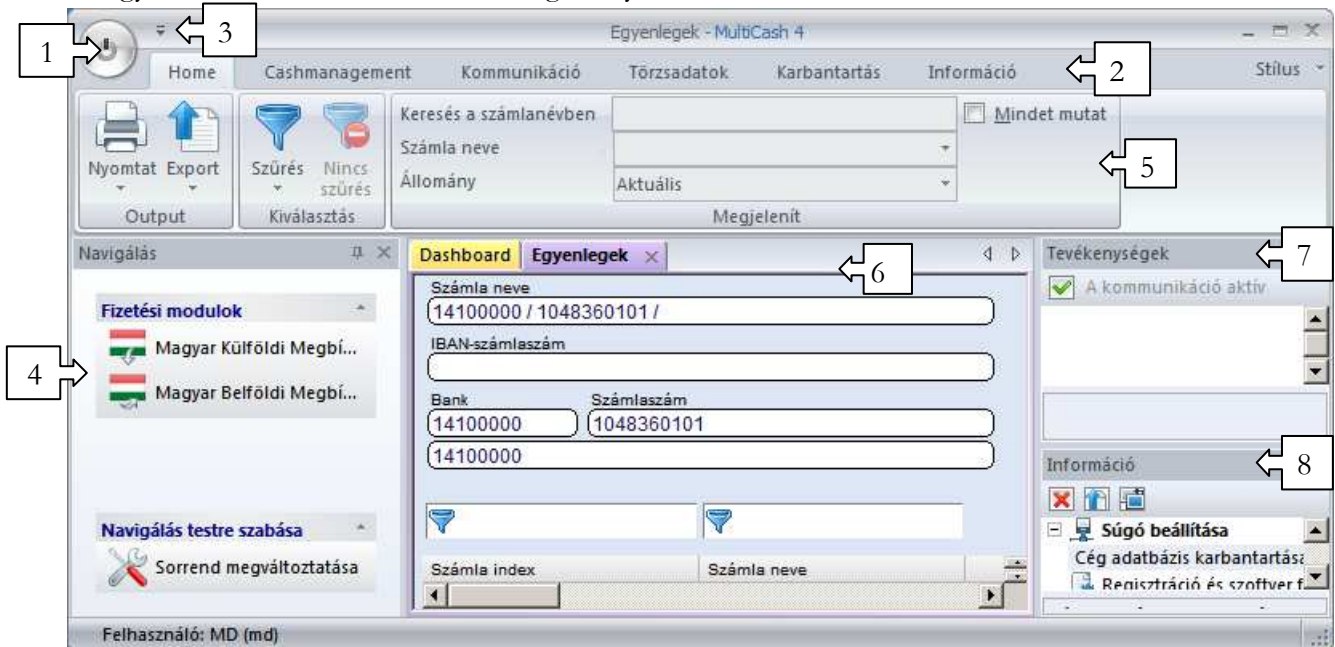 Egyenlegek - MultiCash 4
1
3
2
Home Cashmanagement Kommunikáció Törzsadatok Karbantartás Információ
Stílus
Nyomtat Export
Output
Szűrés Nincs szűrés
Kiválasztás
Keresés a számlanévben
Számla neve
Állomány Aktuális
Mindet mutat
Megjelenít
5
Navigálás
Fizetési modulok
Magyar Külföldi Megbí...
Magyar Belföldi Megbí...
4
Navigálás testre szabása
Sorrend megváltoztatása
Dashboard Egyenlegek
6
Számla neve
14100000 / 1048360101 /
IBAN-számlaszám
Bank Számlaszám
14100000 1048360101
14100000
Számla index Számla neve
Tevékenységek
7
A kommunikáció aktív
Információ
8
Súgó beállítása
Cég adatbázis karbantartása
Regisztráció és szoftver f
Felhasználó: MD (md)